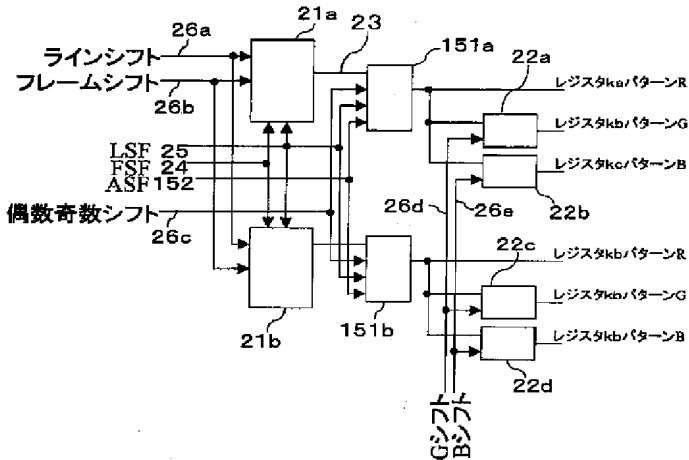 21a
26a
23
151a
ラインシフト
22a
フレームシフト
レジスタkaパターンR
26b
レジスタkbパターンG
LSF 25
FSF 24
レジスタkcパターンB
ASF 152
26d
26e
22b
偶数奇数シフト
26c
22c
レジスタkbパターンR
レジスタkbパターンG
21b
151b
レジスタkbパターンB
22d
Gシフト
Bシフト